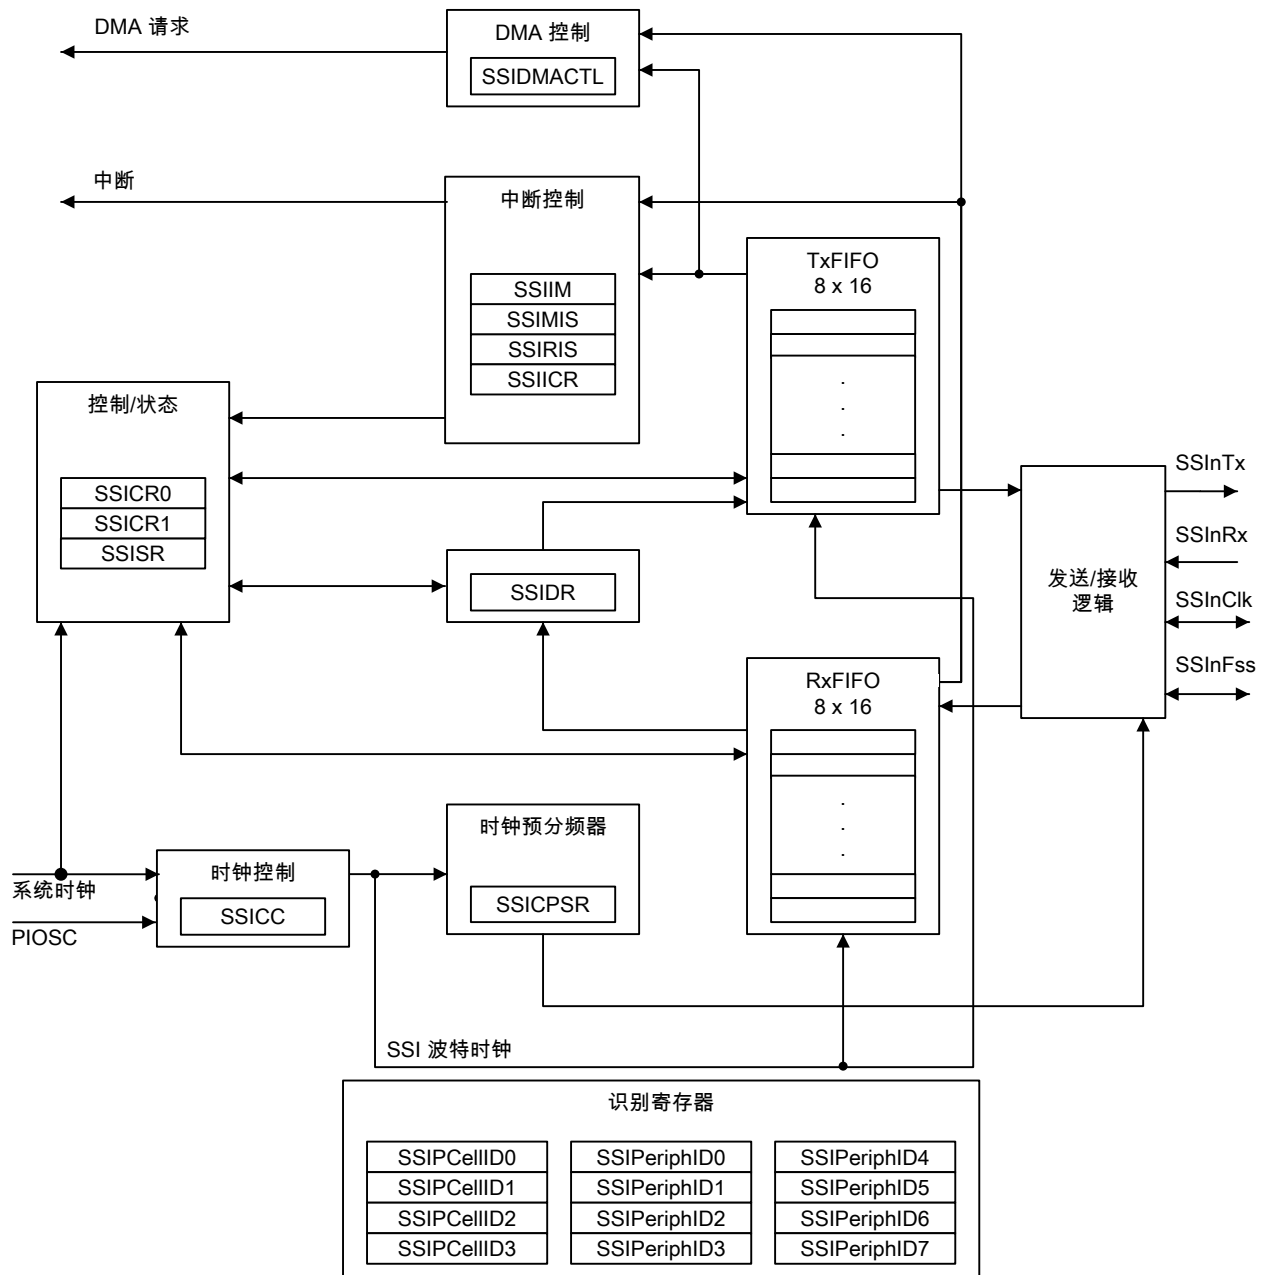 DMA 请求
DMA 控制
SSIDMACTL
中断
中断控制
SSIIM
SSIMIS
SSIRIS
SSIICR
TxFIFO
8 x 16
.
.
.
控制/状态
SSICR0
SSICR1
SSISR
SSIDR
发送/接收
逻辑
SSInTx
SSInRx
SSInClk
SSInFss
RxFIFO
8 x 16
.
.
.
时钟预分频器
SSICPSR
时钟控制
SSICC
系统时钟
PIOSC
SSI 波特时钟
识别寄存器
SSIPCellID0
SSIPCellID1
SSIPCellID2
SSIPCellID3
SSIPeriphID0
SSIPeriphID1
SSIPeriphID2
SSIPeriphID3
SSIPeriphID4
SSIPeriphID5
SSIPeriphID6
SSIPeriphID7